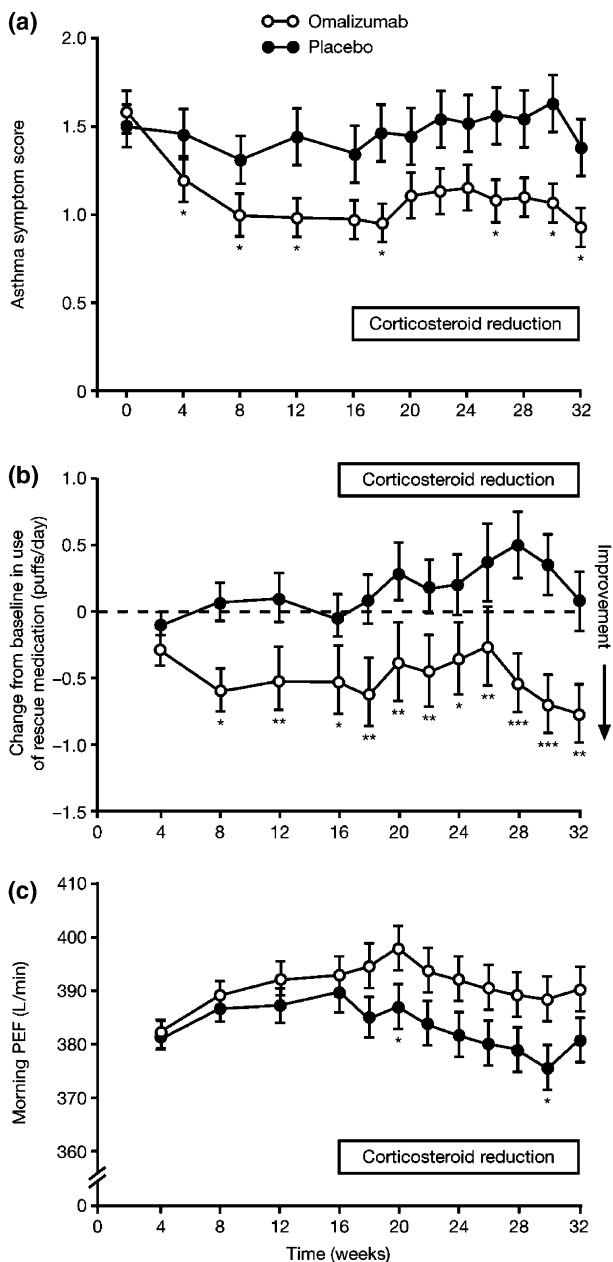 (a)
Omalizumab
Placebo
2.0
1.5
1.0
0.5
0
Asthma symptom score
* * * * * * *
Corticosteroid reduction
0 4 8 12 16 20 24 28 32
(b)
Corticosteroid reduction
1.0
0.5
0
−0.5
−1.0
−1.5
Change from baseline in use
of rescue medication (puffs/day)
Improvement
* ** * ** ** ** * ** *** *** **
0 4 8 12 16 20 24 28 32
(c)
410
400
390
380
370
360
0
Morning PEF (L/min)
* *
Corticosteroid reduction
0 4 8 12 16 20 24 28 32
Time (weeks)